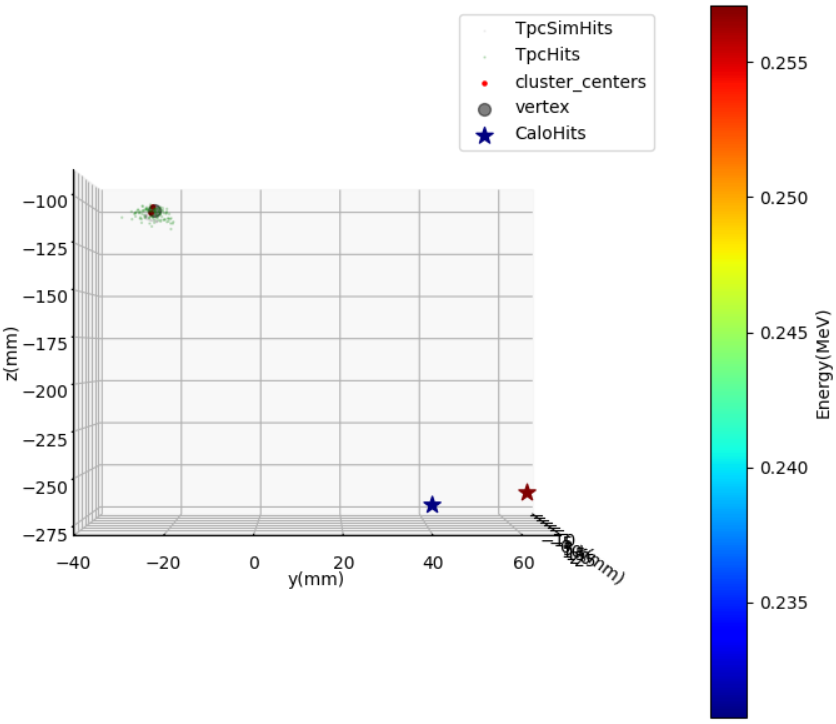 TpcSimHits
TpcHits
cluster_centers
vertex
CaloHits
0.255
0.250
0.245
0.240
0.235
Energy(MeV)
−100
−125
−150
−175
−200
−225
−250
−275
z(mm)
−40
−20
0
20
40
60
y(mm)